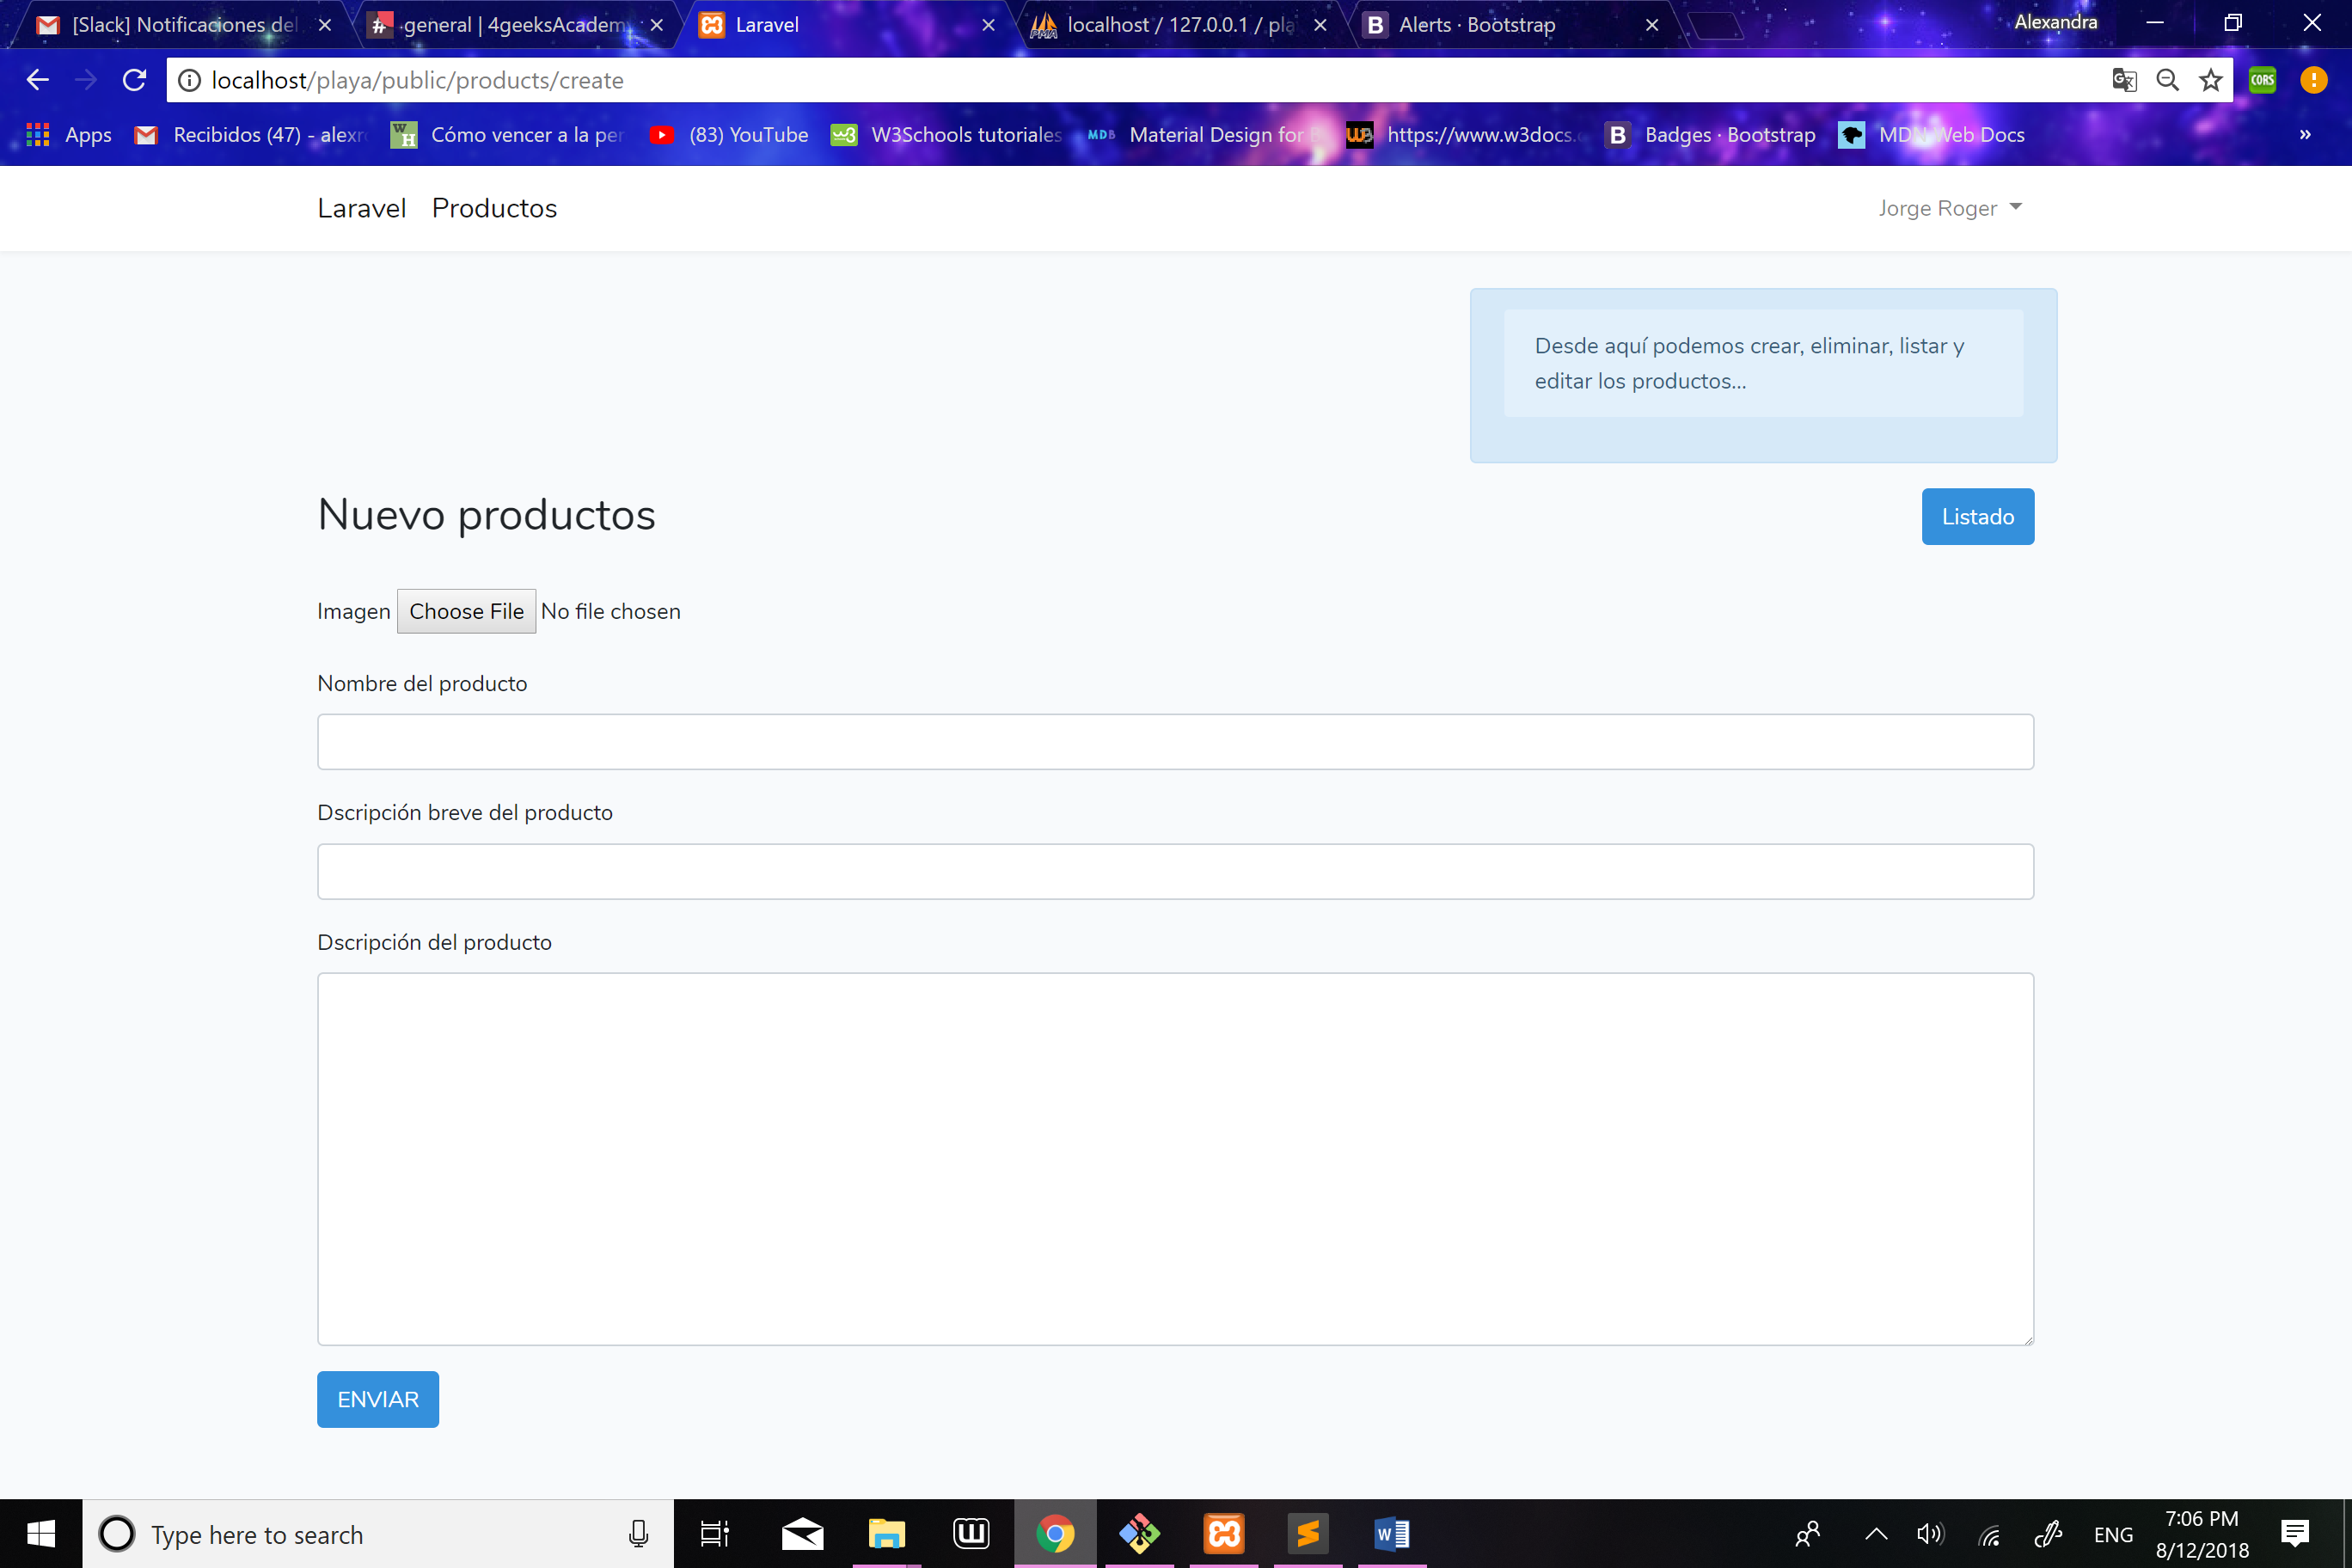 [Slack] Notificaciones del
-general | 4geeksAcadem
Laravel
localhost / 127.0.0.1 / pla
Alerts · Bootstrap
Alexandra
localhost/playa/public/products/create
CORS
Apps
Recibidos (47) - alexr
Cómo vencer a la per
(83) YouTube
W3Schools tutoriales
MDB
Material Design for B
https://www.w3docs.c
Badges · Bootstrap
MDN Web Docs
»
Laravel
Productos
Jorge Roger
Desde aquí podemos crear, eliminar, listar y
editar los productos...
Nuevo productos
Listado
Imagen
Choose File
No file chosen
Nombre del producto
Dscripción breve del producto
Dscripción del producto
ENVIAR
Type here to search
ENG
7:06 PM
8/12/2018